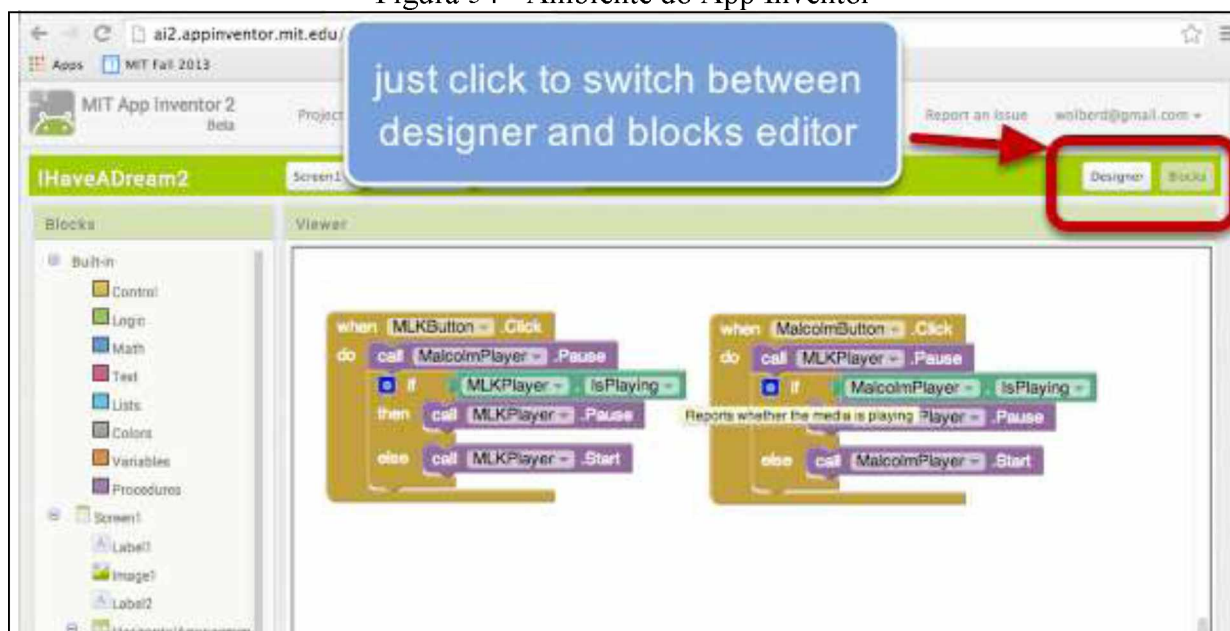 Figura 34 - Ambiente do App Inventor
ai2.appinventor.mit.edu/
Apps MIT Fall 2013
just click to switch between
designer and blocks editor
MIT App Inventor 2
Beta
Project
Report an Issue wolberd@gmail.com
IHaveADream2
Screen1
Designer Blocks
Blocks
Viewer
Built-in
Control
Logic
Math
Text
Lists
Colors
Variables
Procedures
Screen1
Label1
Image1
Label2
when MLKButton .Click
do call MalcolmPlayer .Pause
if MLKPlayer . IsPlaying
then call MLKPlayer .Pause
else call MLKPlayer .Start
when MalcolmButton .Click
do call MLKPlayer .Pause
if MalcolmPlayer . IsPlaying
Reports whether the media is playing Player .Pause
else call MalcolmPlayer .Start